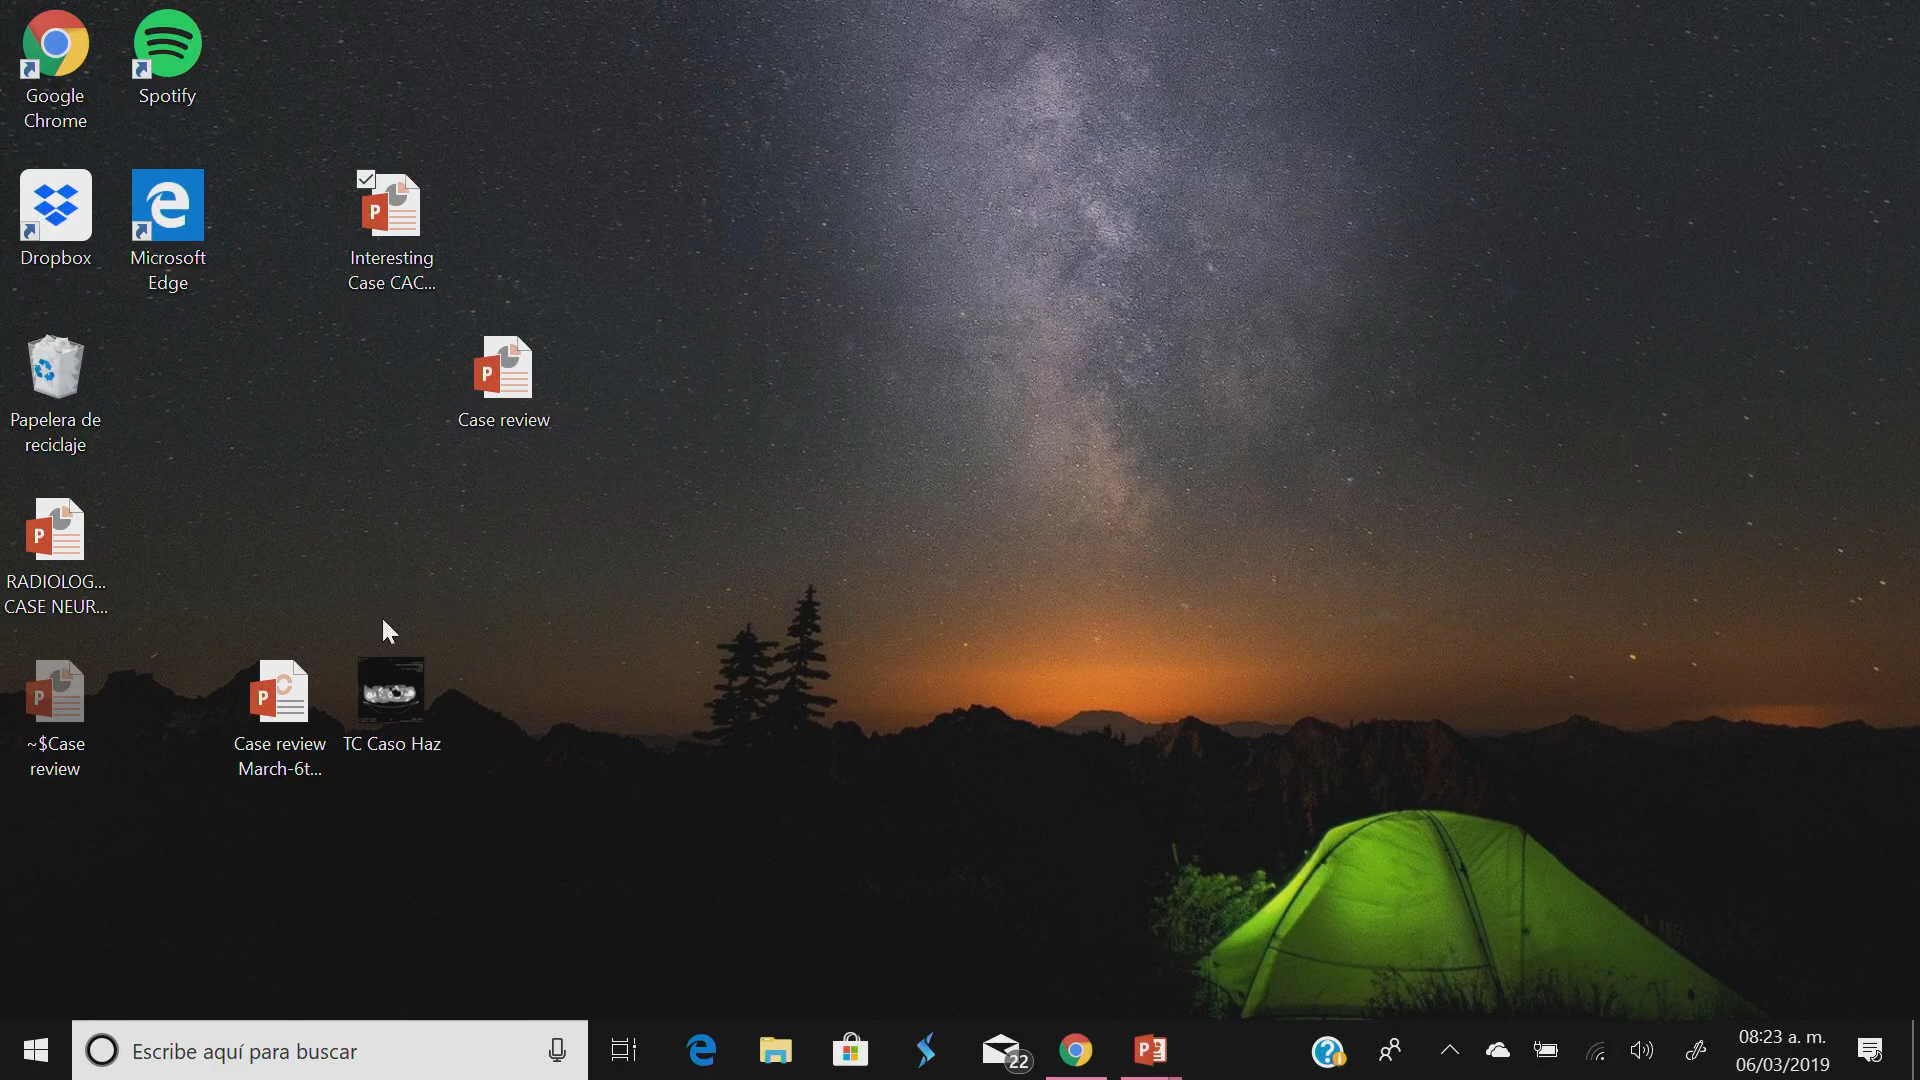 Google
Chrome
Spotify
Dropbox
Microsoft
Edge
Interesting
Case CAC...
Papelera de
reciclaje
Case review
RADIOLOG...
CASE NEUR...
~$Case
review
Case review
March-6t...
TC Caso Haz
Escribe aquí para buscar
22
08:23 a. m.
06/03/2019